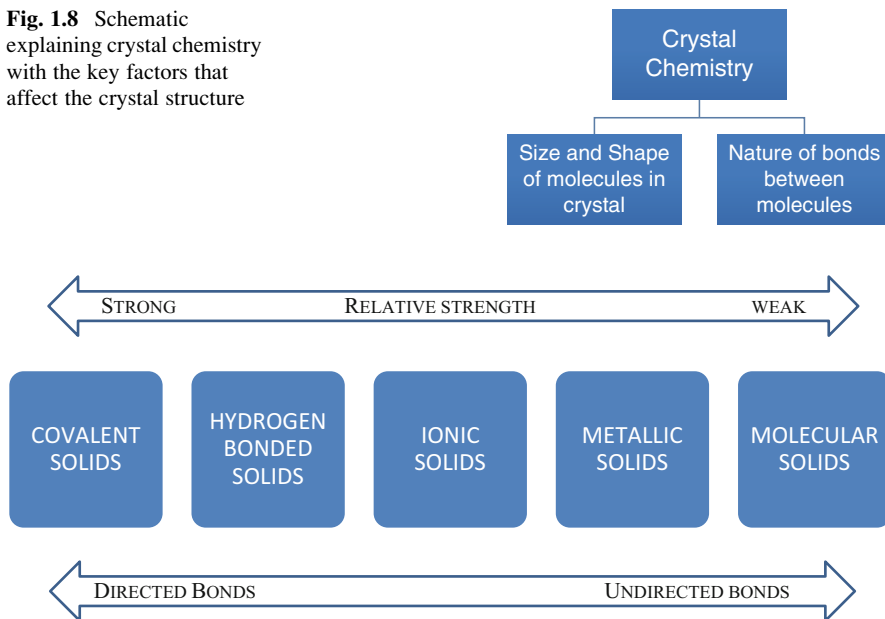 Fig. 1.8 Schematic
explaining crystal chemistry
with the key factors that
affect the crystal structure
Crystal
Chemistry
Size and Shape
of molecules in
crystal
Nature of bonds
between
molecules
STRONG RELATIVE STRENGTH WEAK
COVALENT
SOLIDS
HYDROGEN
BONDED
SOLIDS
IONIC
SOLIDS
METALLIC
SOLIDS
MOLECULAR
SOLIDS
DIRECTED BONDS UNDIRECTED BONDS